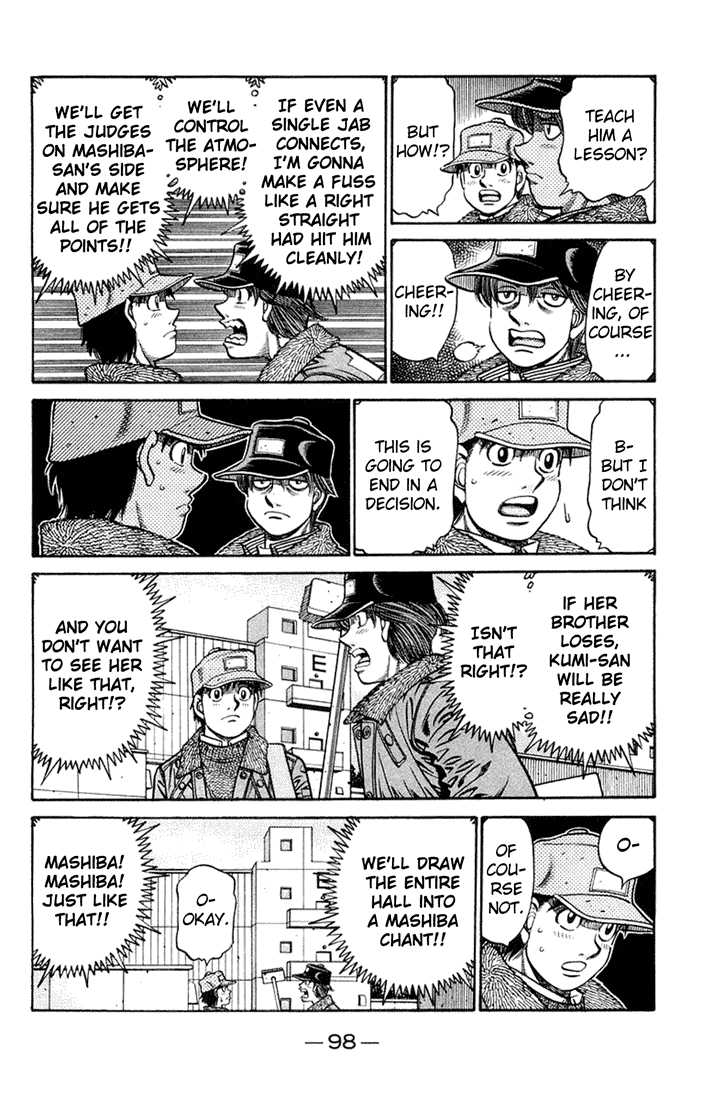 TEACH
HIM A
LESSON?
BUT
HOW!?
BY
CHEER-
ING, OF
COURSE
...
CHEER-
ING!!
IF EVEN A
SINGLE JAB
CONNECTS,
I'M GONNA
MAKE A FUSS
LIKE A RIGHT
STRAIGHT
HAD HIT HIM
CLEANLY!
WE'LL
CONTROL
THE ATMO-
SPHERE!
WE'LL GET
THE JUDGES
ON MASHIBA-
SAN'S SIDE
AND MAKE
SURE HE GETS
ALL OF THE
POINTS!!
B-
BUT I
DON'T
THINK
THIS IS
GOING TO
END IN A
DECISION.
IF HER
BROTHER
LOSES,
KUMI-SAN
WILL BE
REALLY
SAD!!
ISN'T
THAT
RIGHT!?
AND YOU
DON'T WANT
TO SEE HER
LIKE THAT,
RIGHT!?
E
O-
OF
COU-
RSE
NOT.
WE'LL DRAW
THE ENTIRE
HALL INTO
A MASHIBA
CHANT!!
O-
OKAY.
MASHIBA!
MASHIBA!
JUST LIKE
THAT!!
—98—